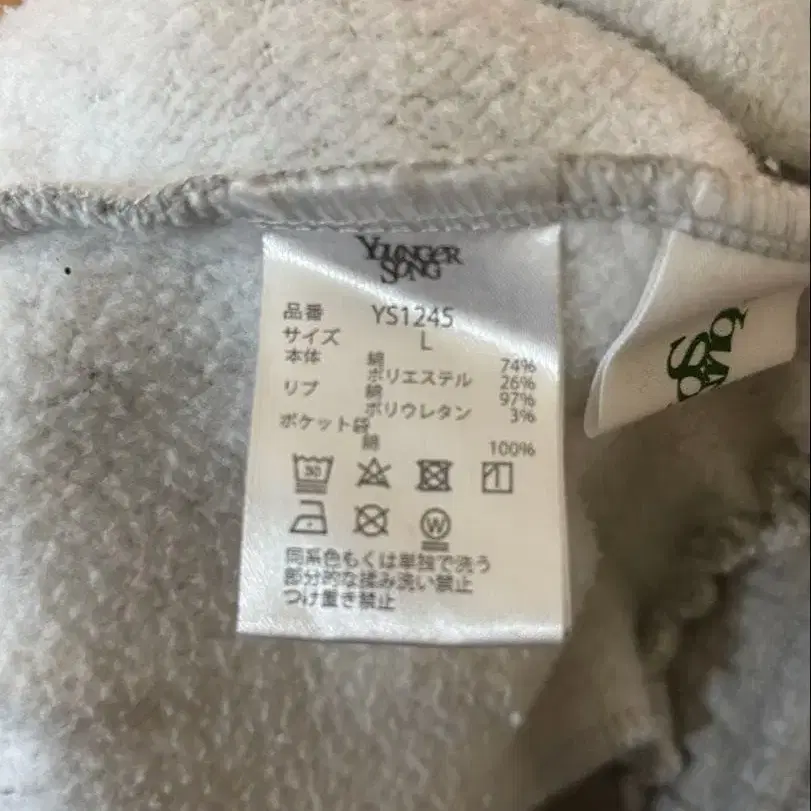 YOUNGER
SONG
品番 YS1245
サイズ L
本体 綿 74%
ポリエステル 26%
リブ 綿 97%
ポリウレタン 3%
ポケット袋
綿 100%
30
W
同系色もくは単独で洗う
部分的な揉み洗い禁止
つけ置き禁止